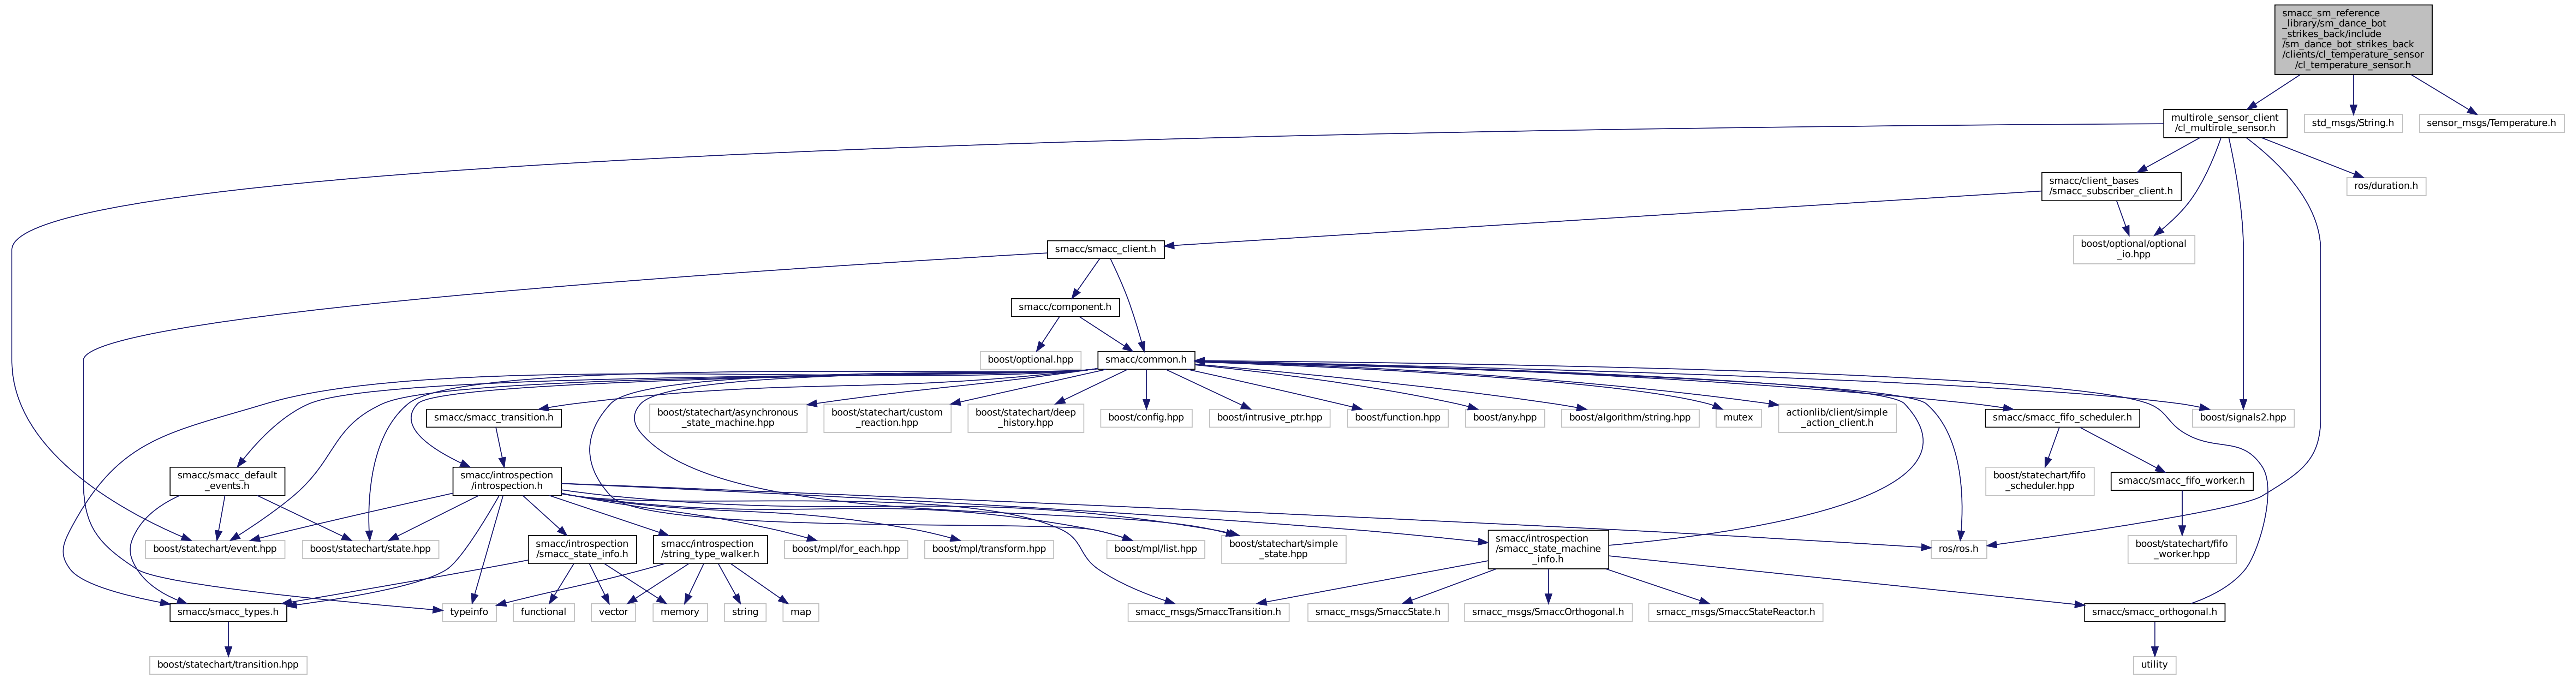 smacc_sm_reference
_library/sm_dance_bot
_strikes_back/include
/sm_dance_bot_strikes_back
/clients/cl_temperature_sensor
/cl_temperature_sensor.h
multirole_sensor_client
/cl_multirole_sensor.h
std_msgs/String.h
sensor_msgs/Temperature.h
smacc/client_bases
/smacc_subscriber_client.h
ros/duration.h
smacc/smacc_client.h
boost/optional/optional
_io.hpp
smacc/component.h
boost/optional.hpp
smacc/common.h
smacc/smacc_transition.h
boost/statechart/asynchronous
_state_machine.hpp
boost/statechart/custom
_reaction.hpp
boost/statechart/deep
_history.hpp
boost/config.hpp
boost/intrusive_ptr.hpp
boost/function.hpp
boost/any.hpp
boost/algorithm/string.hpp
mutex
actionlib/client/simple
_action_client.h
smacc/smacc_fifo_scheduler.h
boost/signals2.hpp
smacc/smacc_default
_events.h
smacc/introspection
/introspection.h
boost/statechart/fifo
_scheduler.hpp
smacc/smacc_fifo_worker.h
boost/statechart/event.hpp
boost/statechart/state.hpp
smacc/introspection
/smacc_state_info.h
smacc/introspection
/string_type_walker.h
boost/mpl/for_each.hpp
boost/mpl/transform.hpp
boost/mpl/list.hpp
boost/statechart/simple
_state.hpp
smacc/introspection
/smacc_state_machine
_info.h
ros/ros.h
boost/statechart/fifo
_worker.hpp
smacc/smacc_types.h
typeinfo
functional
vector
memory
string
map
smacc_msgs/SmaccTransition.h
smacc_msgs/SmaccState.h
smacc_msgs/SmaccOrthogonal.h
smacc_msgs/SmaccStateReactor.h
smacc/smacc_orthogonal.h
boost/statechart/transition.hpp
utility